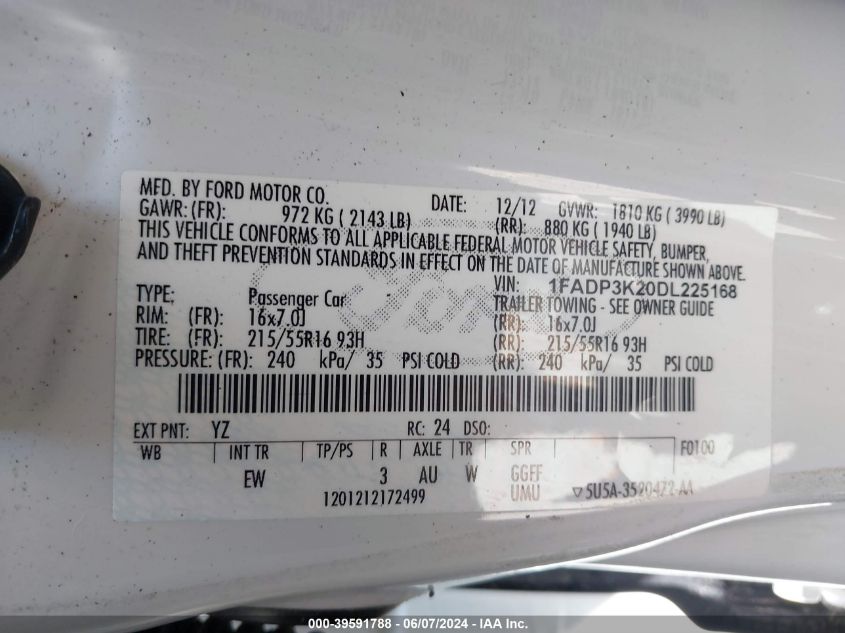 MFD. BY FORD MOTOR CO. DATE: 12/12 GVWR: 1810 KG ( 3990 LB)
GAWR: (FR): 972 KG ( 2143 LB) (RR): 880 KG ( 1940 LB)
THIS VEHICLE CONFORMS TO ALL APPLICABLE FEDERAL MOTOR VEHICLE SAFETY, BUMPER,
AND THEFT PREVENTION STANDARDS IN EFFECT ON THE DATE OF MANUFACTURE SHOWN ABOVE.
VIN: 1FADP3K20DL225168
TYPE: Passenger Car TRAILER TOWING - SEE OWNER GUIDE
RIM: (FR): 16x7.0J (RR): 16x7.0J
TIRE: (FR): 215/55R16 93H (RR): 215/55R16 93H
PRESSURE: (FR): 240 kPa/ 35 PSI COLD (RR): 240 kPa/ 35 PSI COLD
EXT PNT: YZ RC: 24 DSO:
WB INT TR TP/PS R AXLE TR SPR F0100
EW 3 AU W GGFF
1201212172499 UMU ▽5U5A-3520472-AA
Ford
000-39591788 - 06/07/2024 - IAA Inc.